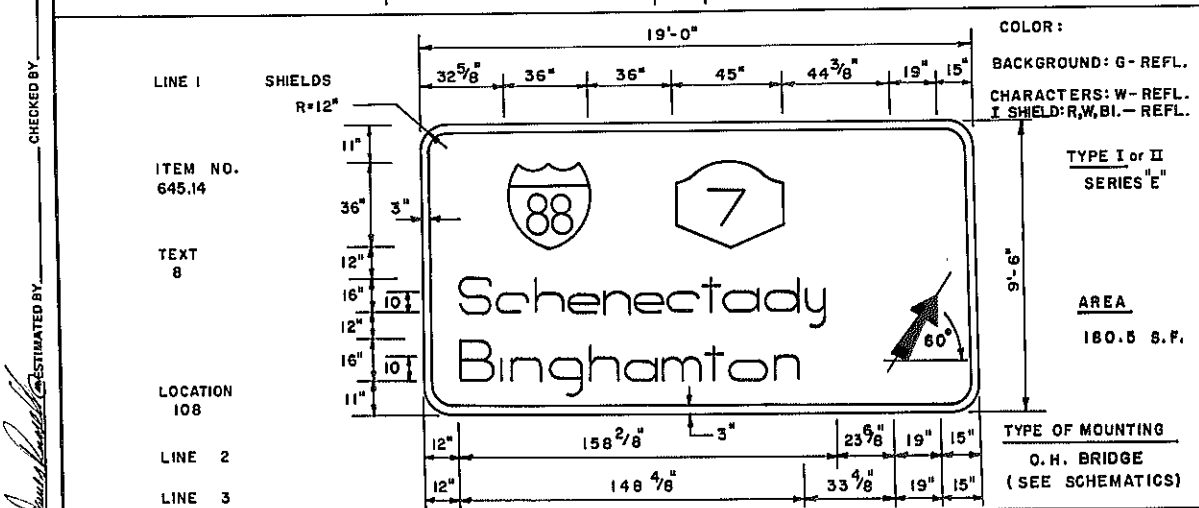 19'-0"
COLOR:
32 5/8" 36" 36" 45" 44 3/8" 19" 15"
LINE 1 SHIELDS
BACKGROUND: G-REFL.
R=12"
CHARACTERS: W-REFL.
I SHIELD: R,W,Bl.-REFL.
CHECKED BY
11"
TYPE I or II
SERIES "E"
ITEM NO.
645.14
36" 3"
88
7
TEXT
8
12"
16" 10
Schenectady
9'-6"
12"
AREA
180.5 S.F.
60°
16" 10
Binghamton
ESTIMATED BY
11"
LOCATION
108
3"
TYPE OF MOUNTING
O.H. BRIDGE
(SEE SCHEMATICS)
LINE 2
12" 158 2/8" 23 6/8" 19" 15"
LINE 3
12" 148 4/8" 33 4/8" 19" 15"